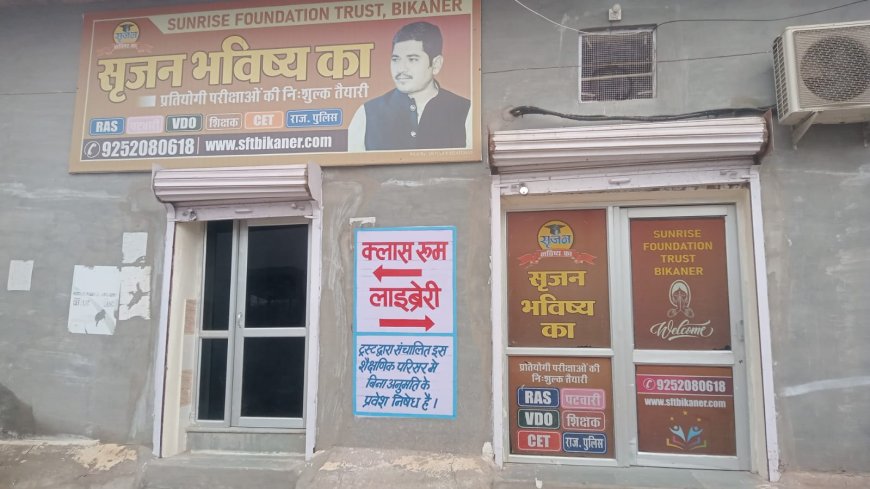 SUNRISE FOUNDATION TRUST, BIKANER
सृजन
भविष्य का
सृजन भविष्य का
प्रतियोगी परीक्षाओं की निःशुल्क तैयारी
RAS पटवारी VDO शिक्षक CET राज. पुलिस
9252080618 www.sftbikaner.com
क्लास रूम
लाइब्रेरी
ट्रस्ट द्वारा संचालित इस
शैक्षणिक परिसर मे
बिना अनुमति के
प्रवेश निषेध है।
सृजन
भविष्य का
सृजन
भविष्य
का
प्रतियोगी परीक्षाओं की
निःशुल्क तैयारी
RAS पटवारी
VDO शिक्षक
CET राज. पुलिस
SUNRISE
FOUNDATION
TRUST
BIKANER
Welcome
9252080618
www.sftbikaner.com